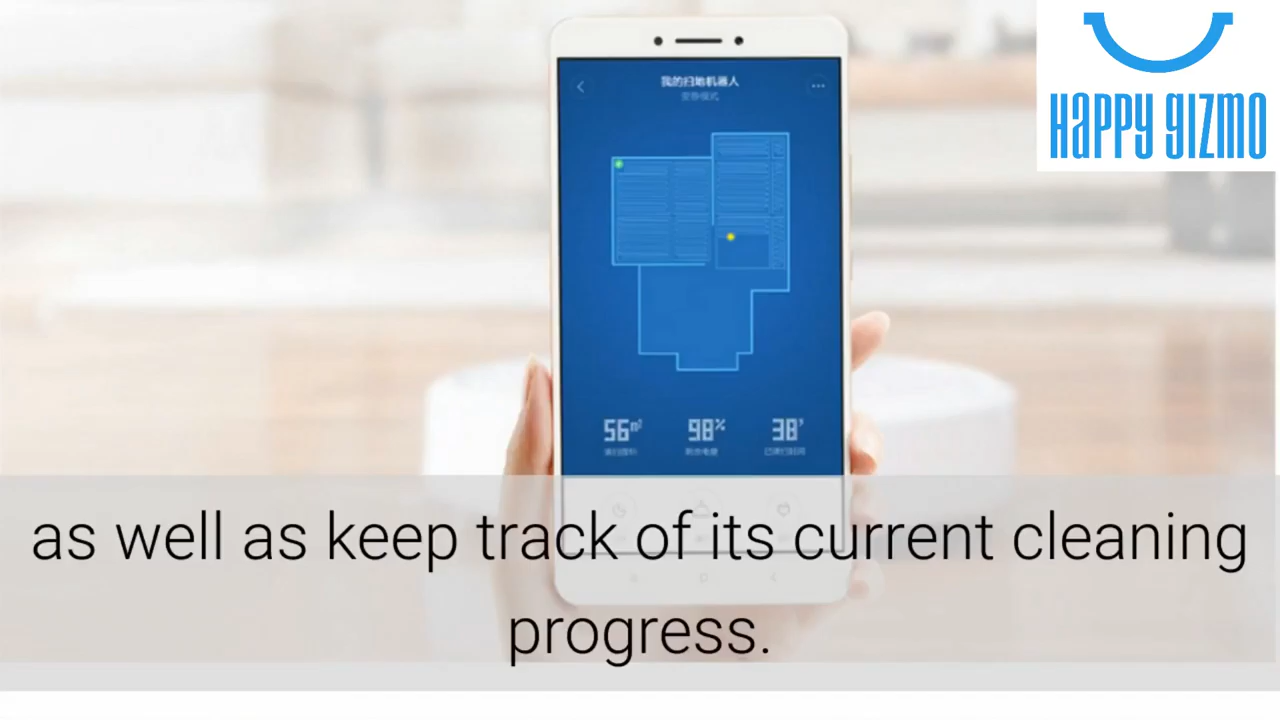 HAPPY GIZMO
我的扫地机器人
56㎡
98%
38'
as well as keep track of its current cleaning
progress.